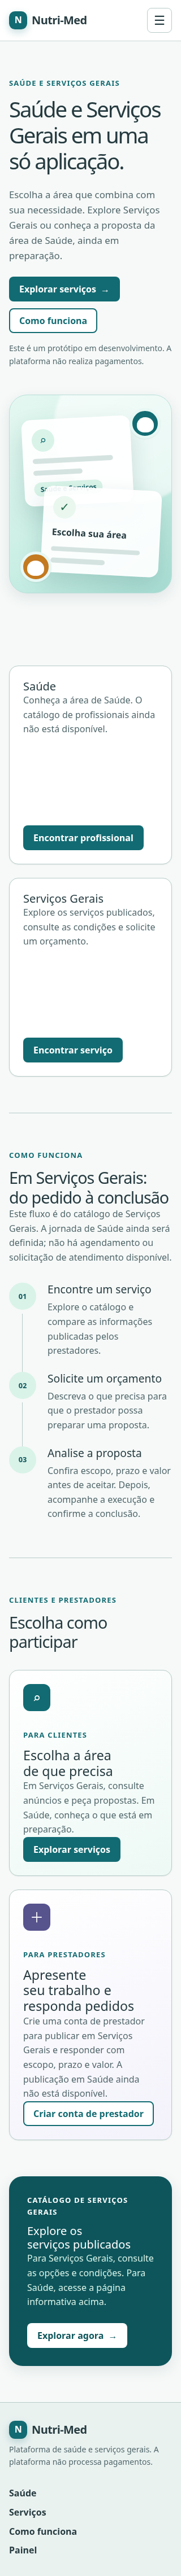 N Nutri-Med
SAÚDE E SERVIÇOS GERAIS
Saúde e Serviços
Gerais em uma
só aplicação.
Escolha a área que combina com
sua necessidade. Explore Serviços
Gerais ou conheça a proposta da
área de Saúde, ainda em
preparação.
Explorar serviços →
Como funciona
Este é um protótipo em desenvolvimento. A
plataforma não realiza pagamentos.
Escolha sua área
Saúde
Conheça a área de Saúde. O
catálogo de profissionais ainda
não está disponível.
Encontrar profissional
Serviços Gerais
Explore os serviços publicados,
consulte as condições e solicite
um orçamento.
Encontrar serviço
COMO FUNCIONA
Em Serviços Gerais:
do pedido à conclusão
Este fluxo é do catálogo de Serviços
Gerais. A jornada de Saúde ainda será
definida; não há agendamento ou
solicitação de atendimento disponível.
01
Encontre um serviço
Explore o catálogo e
compare as informações
publicadas pelos
prestadores.
02
Solicite um orçamento
Descreva o que precisa para
que o prestador possa
preparar uma proposta.
03
Analise a proposta
Confira escopo, prazo e valor
antes de aceitar. Depois,
acompanhe a execução e
confirme a conclusão.
CLIENTES E PRESTADORES
Escolha como
participar
PARA CLIENTES
Escolha a área
de que precisa
Em Serviços Gerais, consulte
anúncios e peça propostas. Em
Saúde, conheça o que está em
preparação.
Explorar serviços
PARA PRESTADORES
Apresente
seu trabalho e
responda pedidos
Crie uma conta de prestador
para publicar em Serviços
Gerais e responder com
escopo, prazo e valor. A
publicação em Saúde ainda
não está disponível.
Criar conta de prestador
CATÁLOGO DE SERVIÇOS
GERAIS
Explore os
serviços publicados
Para Serviços Gerais, consulte
as opções e condições. Para
Saúde, acesse a página
informativa acima.
Explorar agora →
N Nutri-Med
Plataforma de saúde e serviços gerais. A
plataforma não processa pagamentos.
Saúde
Serviços
Como funciona
Painel